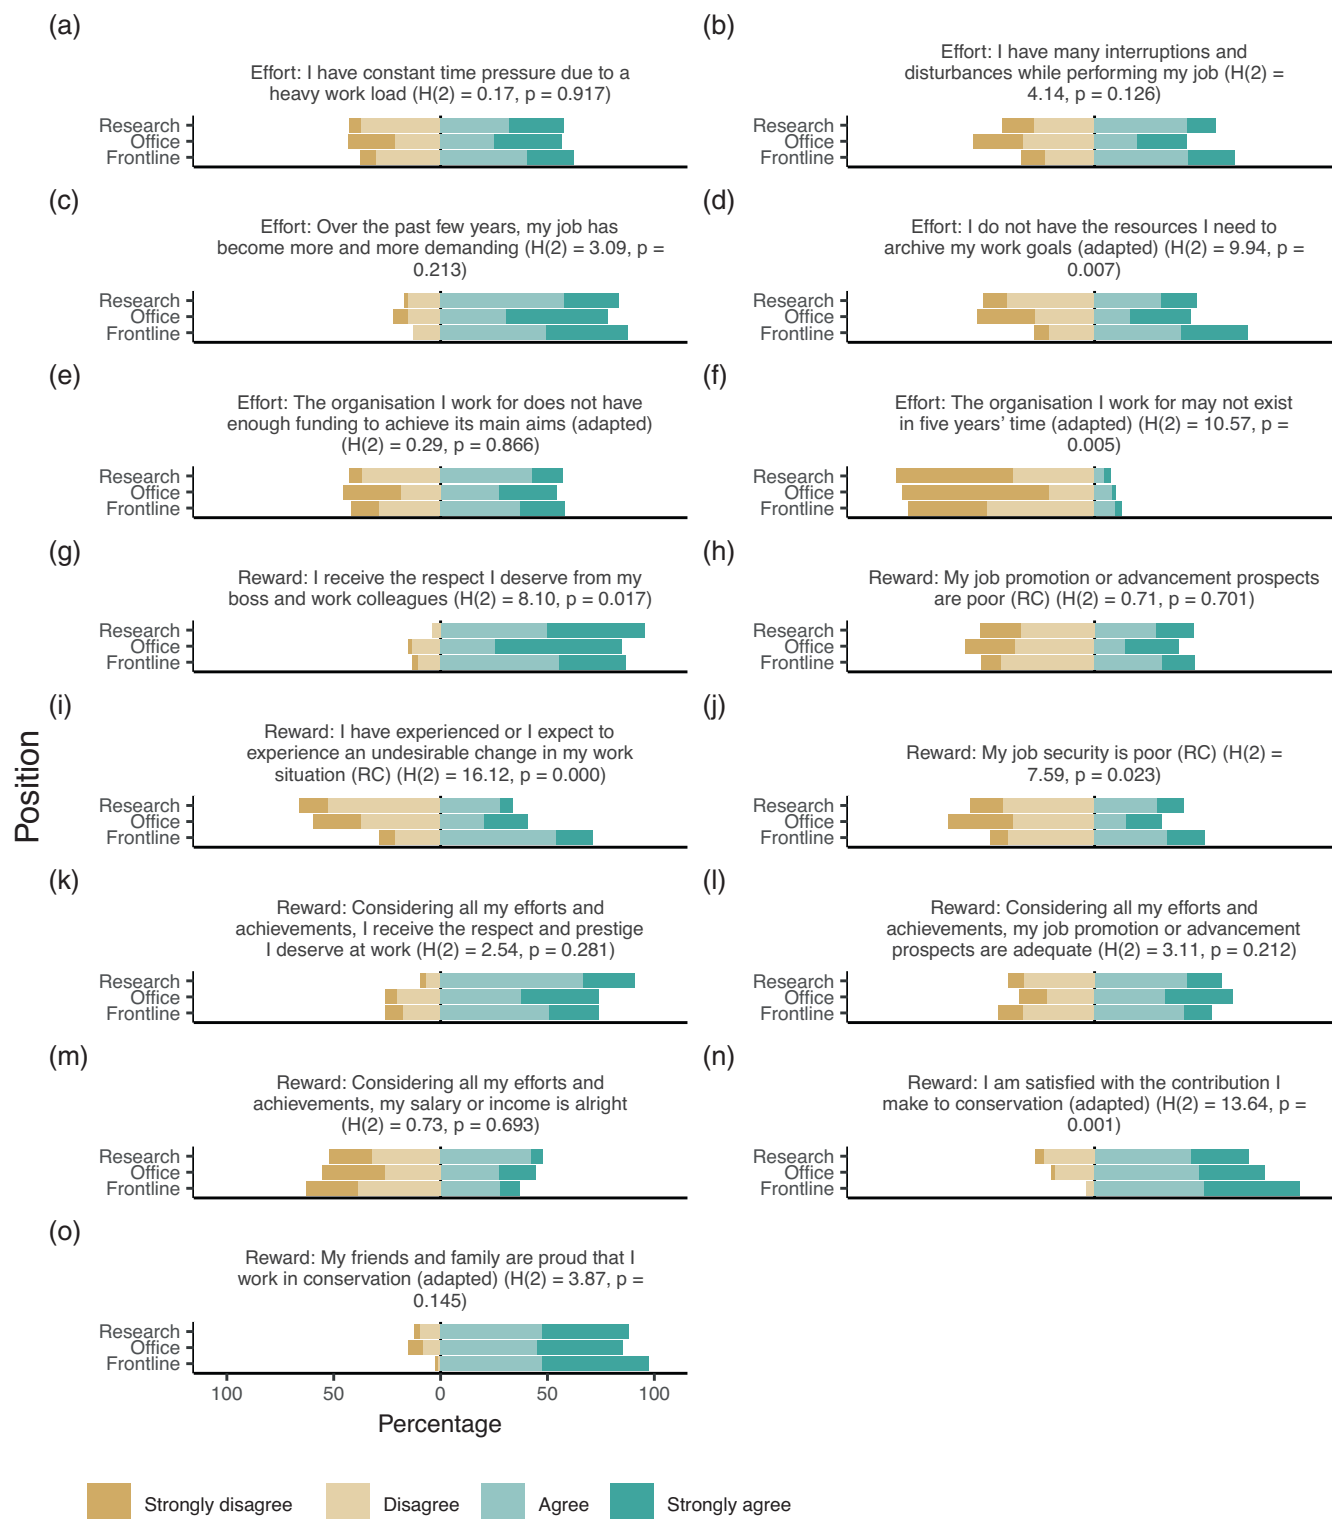 (a)
Effort: I have constant time pressure due to a
heavy work load (H(2) = 0.17, p = 0.917)
Research
Office
Frontline
(b)
Effort: I have many interruptions and
disturbances while performing my job (H(2) =
4.14, p = 0.126)
Research
Office
Frontline
(c)
Effort: Over the past few years, my job has
become more and more demanding (H(2) = 3.09, p =
0.213)
Research
Office
Frontline
(d)
Effort: I do not have the resources I need to
archive my work goals (adapted) (H(2) = 9.94, p =
0.007)
Research
Office
Frontline
(e)
Effort: The organisation I work for does not have
enough funding to achieve its main aims (adapted)
(H(2) = 0.29, p = 0.866)
Research
Office
Frontline
(f)
Effort: The organisation I work for may not exist
in five years' time (adapted) (H(2) = 10.57, p =
0.005)
Research
Office
Frontline
(g)
Reward: I receive the respect I deserve from my
boss and work colleagues (H(2) = 8.10, p = 0.017)
Research
Office
Frontline
(h)
Reward: My job promotion or advancement prospects
are poor (RC) (H(2) = 0.71, p = 0.701)
Research
Office
Frontline
(i)
Reward: I have experienced or I expect to
experience an undesirable change in my work
situation (RC) (H(2) = 16.12, p = 0.000)
Research
Office
Frontline
(j)
Reward: My job security is poor (RC) (H(2) =
7.59, p = 0.023)
Research
Office
Frontline
Position
(k)
Reward: Considering all my efforts and
achievements, I receive the respect and prestige
I deserve at work (H(2) = 2.54, p = 0.281)
Research
Office
Frontline
(l)
Reward: Considering all my efforts and
achievements, my job promotion or advancement
prospects are adequate (H(2) = 3.11, p = 0.212)
Research
Office
Frontline
(m)
Reward: Considering all my efforts and
achievements, my salary or income is alright
(H(2) = 0.73, p = 0.693)
Research
Office
Frontline
(n)
Reward: I am satisfied with the contribution I
make to conservation (adapted) (H(2) = 13.64, p =
0.001)
Research
Office
Frontline
(o)
Reward: My friends and family are proud that I
work in conservation (adapted) (H(2) = 3.87, p =
0.145)
Research
Office
Frontline
100 50 0 50 100
Percentage
Strongly disagree Disagree Agree Strongly agree